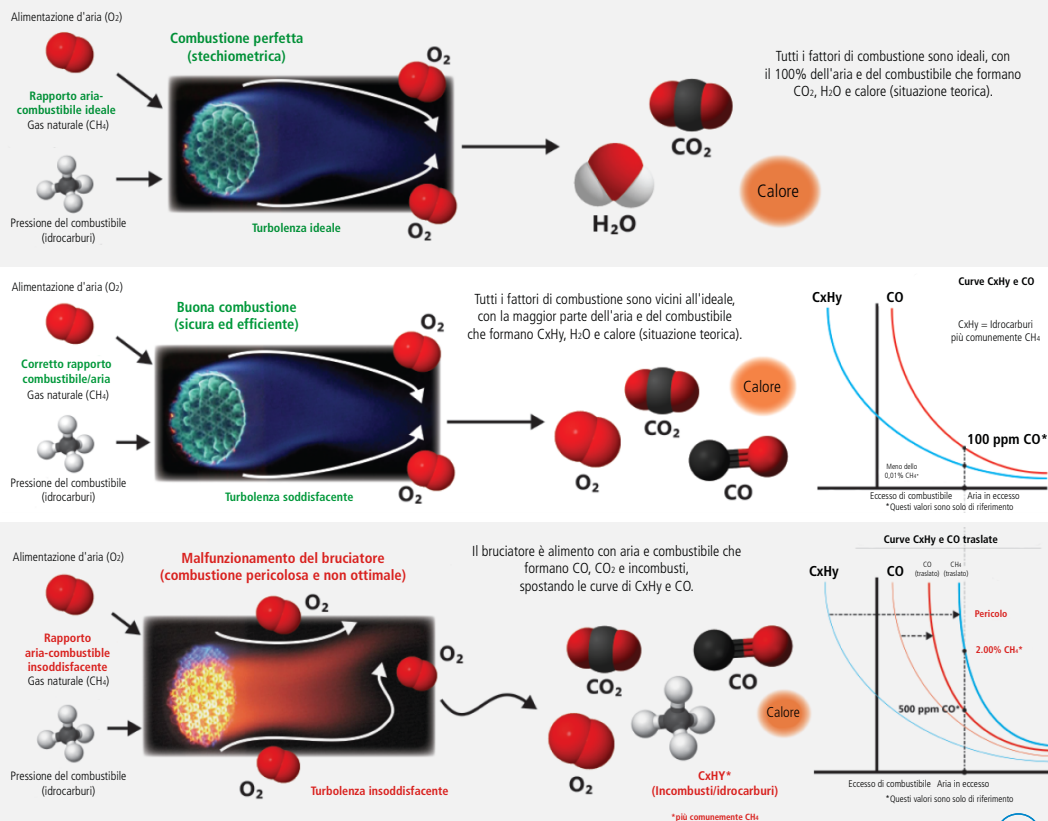 Alimentazione d'aria (O₂)
Combustione perfetta
(stechiometrica)
O₂
Rapporto aria-
combustibile ideale
Gas naturale (CH₄)
Pressione del combustibile
(idrocarburi)
Turbolenza ideale
O₂
CO₂
H₂O
Calore
Tutti i fattori di combustione sono ideali, con
il 100% dell'aria e del combustibile che formano
CO₂, H₂O e calore (situazione teorica).
Alimentazione d'aria (O₂)
Buona combustione
(sicura ed efficiente)
O₂
Corretto rapporto
combustibile/aria
Gas naturale (CH₄)
Pressione del combustibile
(idrocarburi)
Turbolenza soddisfacente
O₂
Tutti i fattori di combustione sono vicini all'ideale,
con la maggior parte dell'aria e del combustibile
che formano CxHy, H₂O e calore (situazione teorica).
CO₂
Calore
O₂
CO
Curve CxHy e CO
CxHy
CO
CxHy = Idrocarburi
più comunemente CH₄
100 ppm CO*
Meno dello
0,01% CH₄*
Eccesso di combustibile
Aria in eccesso
*Questi valori sono solo di riferimento
Alimentazione d'aria (O₂)
Malfunzionamento del bruciatore
(combustione pericolosa e non ottimale)
O₂
Rapporto
aria-combustible
insoddisfacente
Gas naturale (CH₄)
O₂
Pressione del combustibile
(idrocarburi)
O₂
Turbolenza insoddisfacente
Il bruciatore è alimento con aria e combustibile che
formano CO, CO₂ e incombusti,
spostando le curve di CxHy e CO.
CO₂
CO
Calore
O₂
CxHY*
(Incombusti/idrocarburi)
*più comunemente CH₄
Curve CxHy e CO traslate
CxHy
CO
CO
(traslato)
CH₄
(traslato)
Pericolo
2.00% CH₄*
500 ppm CO*
Eccesso di combustibile
Aria in eccesso
*Questi valori sono solo di riferimento